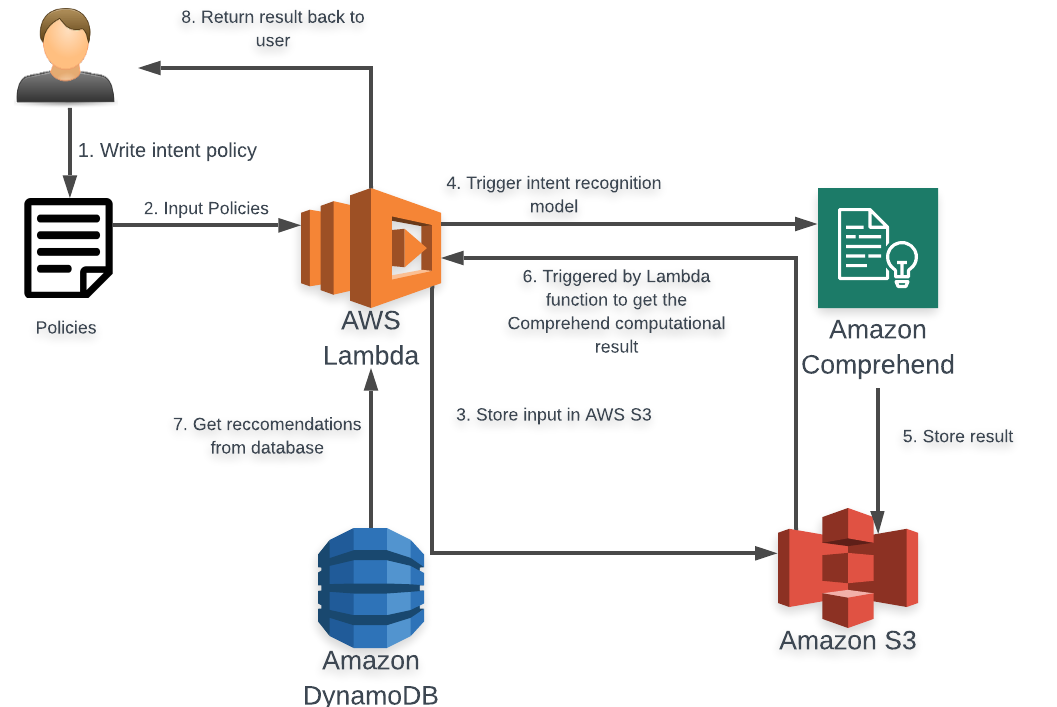 8. Return result back to
user
1. Write intent policy
2. Input Policies
4. Trigger intent recognition
model
6. Triggered by Lambda
function to get the
Comprehend computational
result
Policies
AWS
Lambda
Amazon
Comprehend
3. Store input in AWS S3
7. Get reccomendations
from database
5. Store result
Amazon S3
Amazon
DynamoDB